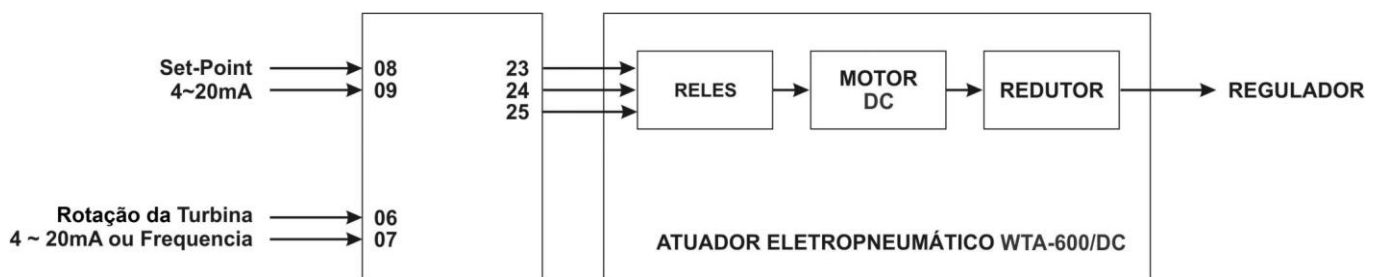 Set-Point
4~20mA
08
09
23
24
25
RELES
MOTOR
DC
REDUTOR
REGULADOR
Rotação da Turbina
4 ~ 20mA ou Frequencia
06
07
ATUADOR ELETROPNEUMÁTICO WTA-600/DC